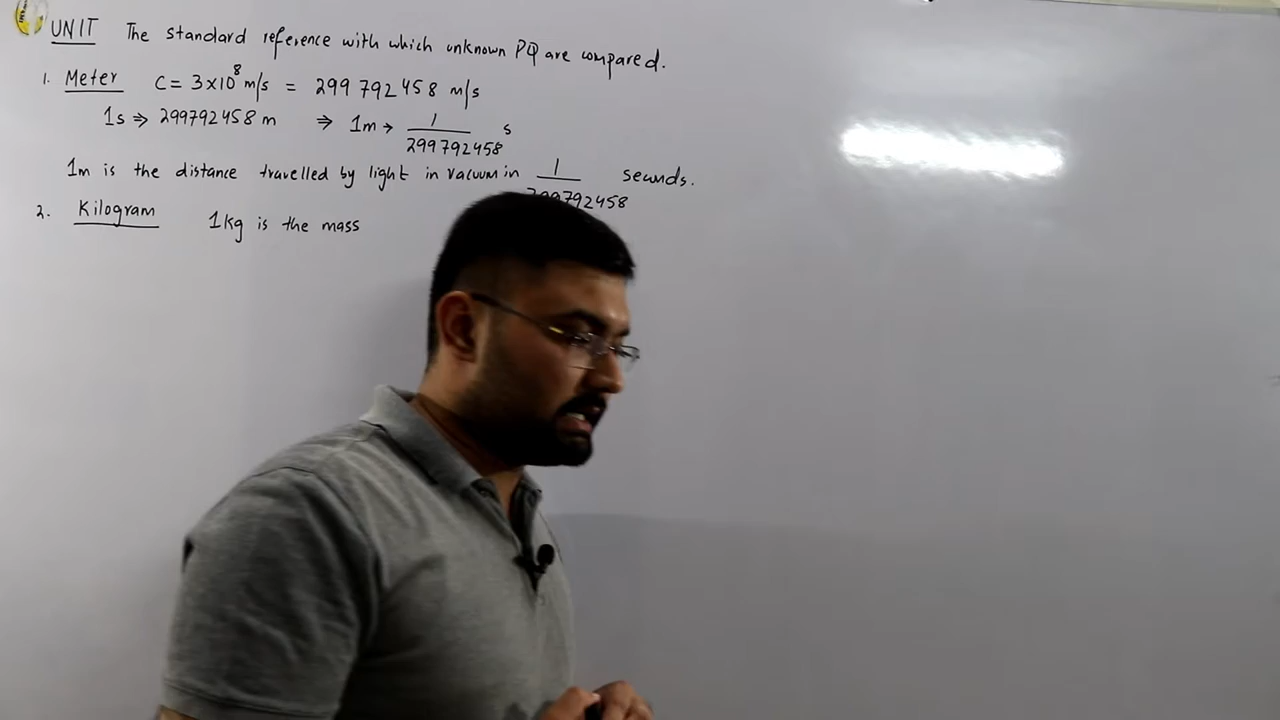 UNIT The standard reference with which unknown PQ are compared.
1. Meter C = 3×10⁸ m/s = 299 792 458 m/s
1s ⇒ 299792458 m ⇒ 1m → 1/299792458 s
1m is the distance travelled by light in vacuum in 1/299792458 seconds.
2. Kilogram 1kg is the mass